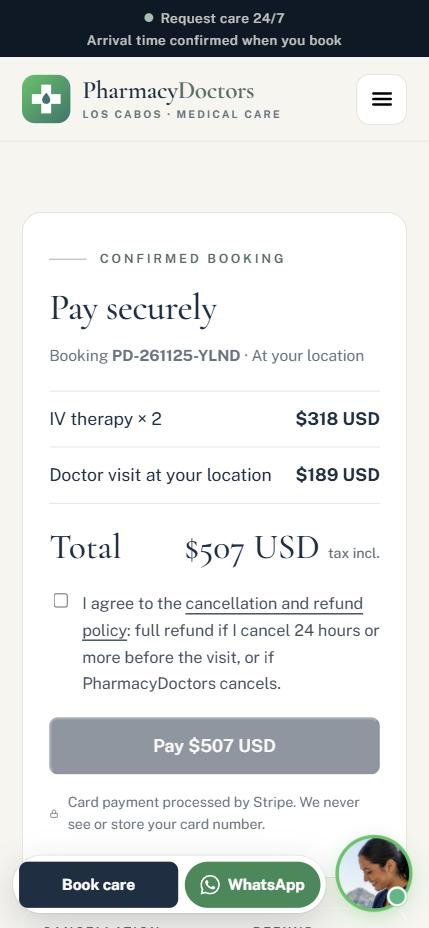 Request care 24/7
Arrival time confirmed when you book
PharmacyDoctors
LOS CABOS · MEDICAL CARE
CONFIRMED BOOKING
Pay securely
Booking PD-261125-YLND · At your location
IV therapy × 2 $318 USD
Doctor visit at your location $189 USD
Total $507 USD tax incl.
I agree to the cancellation and refund
policy: full refund if I cancel 24 hours or
more before the visit, or if
PharmacyDoctors cancels.
Pay $507 USD
Card payment processed by Stripe. We never
see or store your card number.
Book care WhatsApp